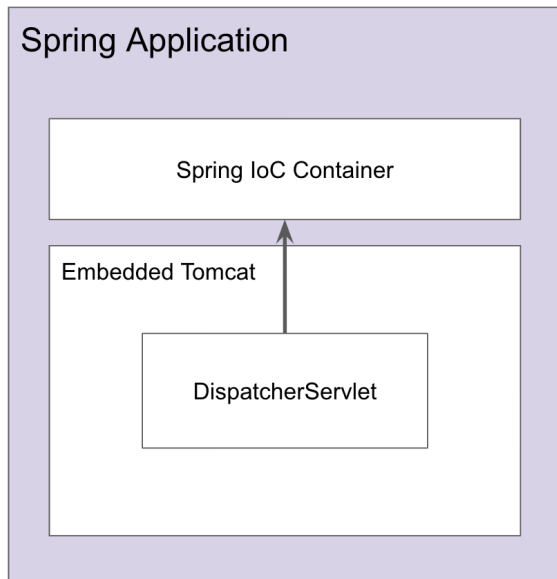 Spring Application
Spring IoC Container
Embedded Tomcat
DispatcherServlet